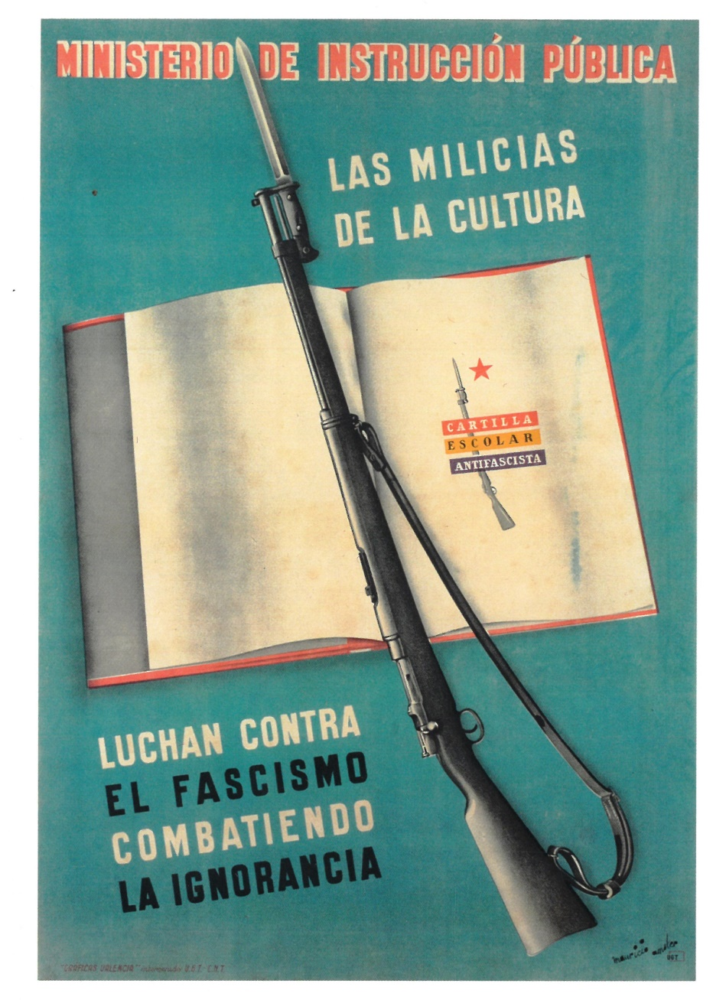 MINISTERIO DE INSTRUCCIÓN PÚBLICA
LAS MILICIAS
DE LA CULTURA
CARTILLA
ESCOLAR
ANTIFASCISTA
LUCHAN CONTRA
EL FASCISMO
COMBATIENDO
LA IGNORANCIA
mauricio amster
UGT
"GRÁFICAS VALENCIA" intervenidas U.G.T - C.N.T